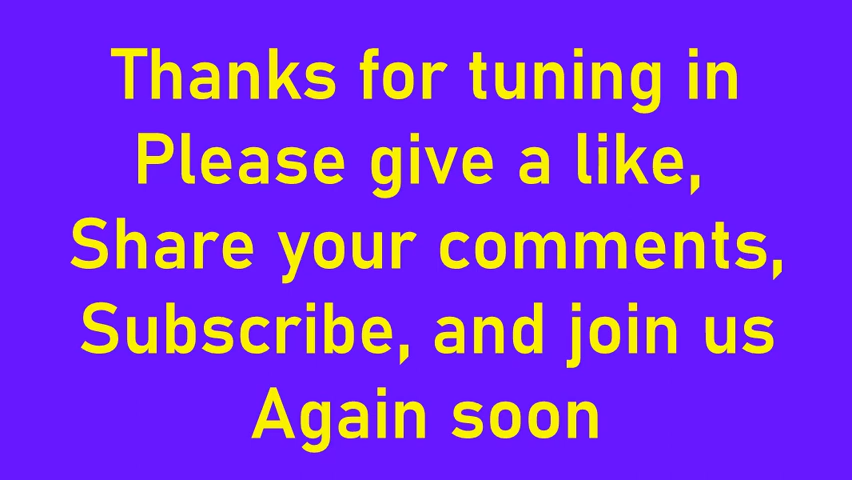 Thanks for tuning in
Please give a like,
Share your comments,
Subscribe, and join us
Again soon